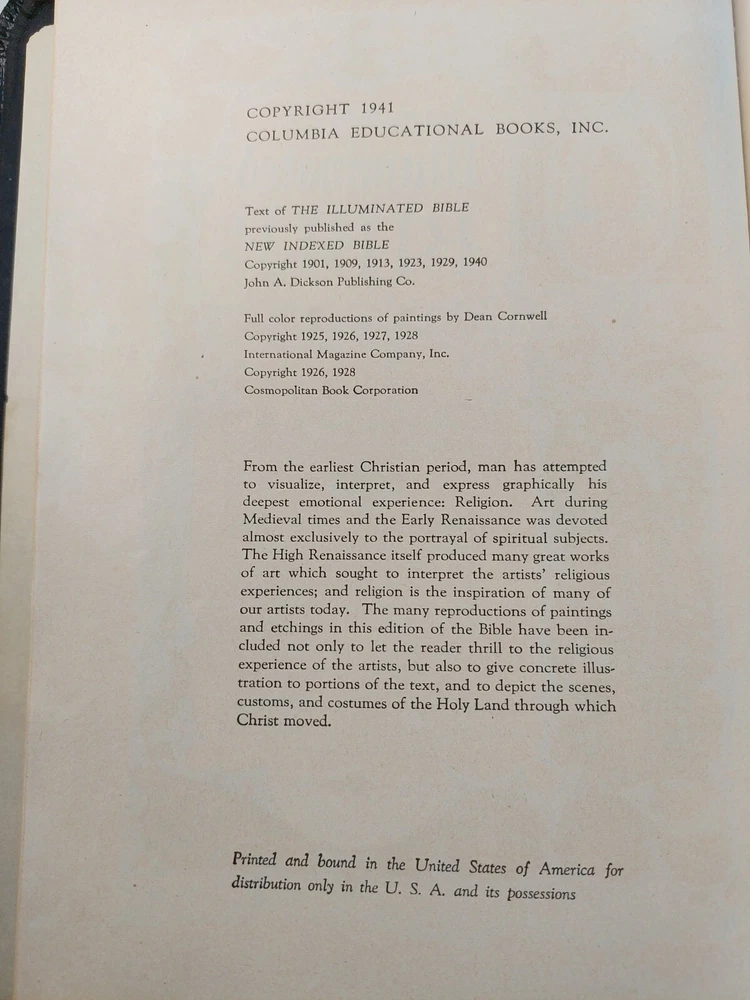 COPYRIGHT 1941
COLUMBIA EDUCATIONAL BOOKS, INC.
Text of THE ILLUMINATED BIBLE
previously published as the
NEW INDEXED BIBLE
Copyright 1901, 1909, 1913, 1923, 1929, 1940
John A. Dickson Publishing Co.
Full color reproductions of paintings by Dean Cornwell
Copyright 1925, 1926, 1927, 1928
International Magazine Company, Inc.
Copyright 1926, 1928
Cosmopolitan Book Corporation
From the earliest Christian period, man has attempted
to visualize, interpret, and express graphically his
deepest emotional experience: Religion. Art during
Medieval times and the Early Renaissance was devoted
almost exclusively to the portrayal of spiritual subjects.
The High Renaissance itself produced many great works
of art which sought to interpret the artists' religious
experiences; and religion is the inspiration of many of
our artists today. The many reproductions of paintings
and etchings in this edition of the Bible have been in-
cluded not only to let the reader thrill to the religious
experience of the artists, but also to give concrete illus-
tration to portions of the text, and to depict the scenes,
customs, and costumes of the Holy Land through which
Christ moved.
Printed and bound in the United States of America for
distribution only in the U. S. A. and its possessions